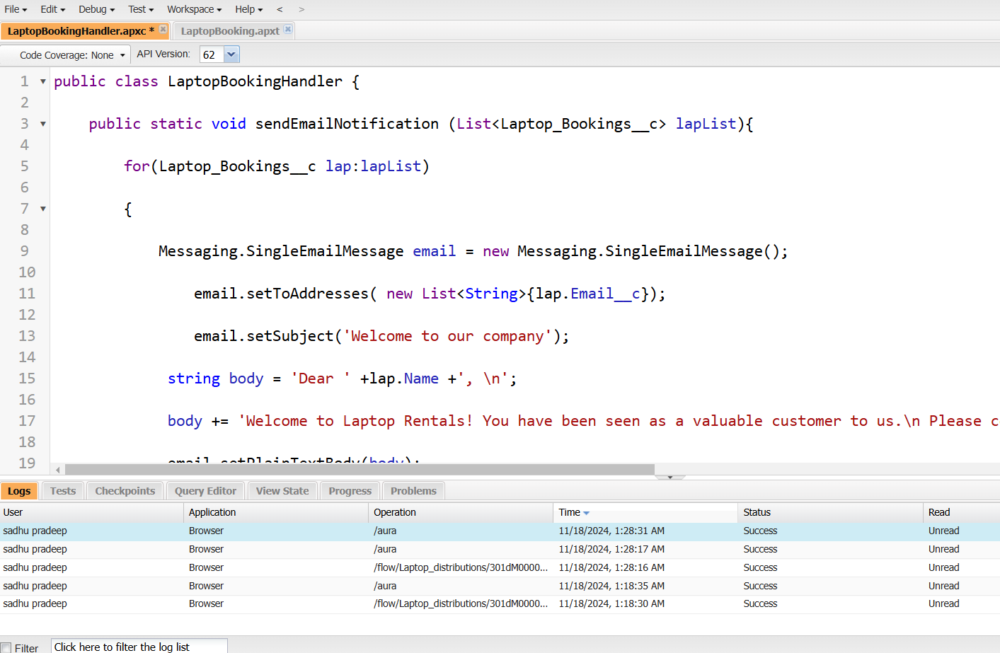 File Edit Debug Test Workspace Help < >
LaptopBookingHandler.apxc * LaptopBooking.apxt
Code Coverage: None API Version: 62
1 public class LaptopBookingHandler {
2
3 public static void sendEmailNotification (List<Laptop_Bookings__c> lapList){
4
5 for(Laptop_Bookings__c lap:lapList)
6
7 {
8
9 Messaging.SingleEmailMessage email = new Messaging.SingleEmailMessage();
10
11 email.setToAddresses( new List<String>{lap.Email__c});
12
13 email.setSubject('Welcome to our company');
14
15 string body = 'Dear ' +lap.Name +', \n';
16
17 body += 'Welcome to Laptop Rentals! You have been seen as a valuable customer to us.\n Please c
18
19 email.setPlainTextBody(body);
Logs Tests Checkpoints Query Editor View State Progress Problems
User Application Operation Time Status Read
sadhu pradeep Browser /aura 11/18/2024, 1:28:31 AM Success Unread
sadhu pradeep Browser /aura 11/18/2024, 1:28:17 AM Success Unread
sadhu pradeep Browser /flow/Laptop_distributions/301dM0000... 11/18/2024, 1:28:16 AM Success Unread
sadhu pradeep Browser /aura 11/18/2024, 1:18:35 AM Success Unread
sadhu pradeep Browser /flow/Laptop_distributions/301dM0000... 11/18/2024, 1:18:30 AM Success Unread
Filter Click here to filter the log list